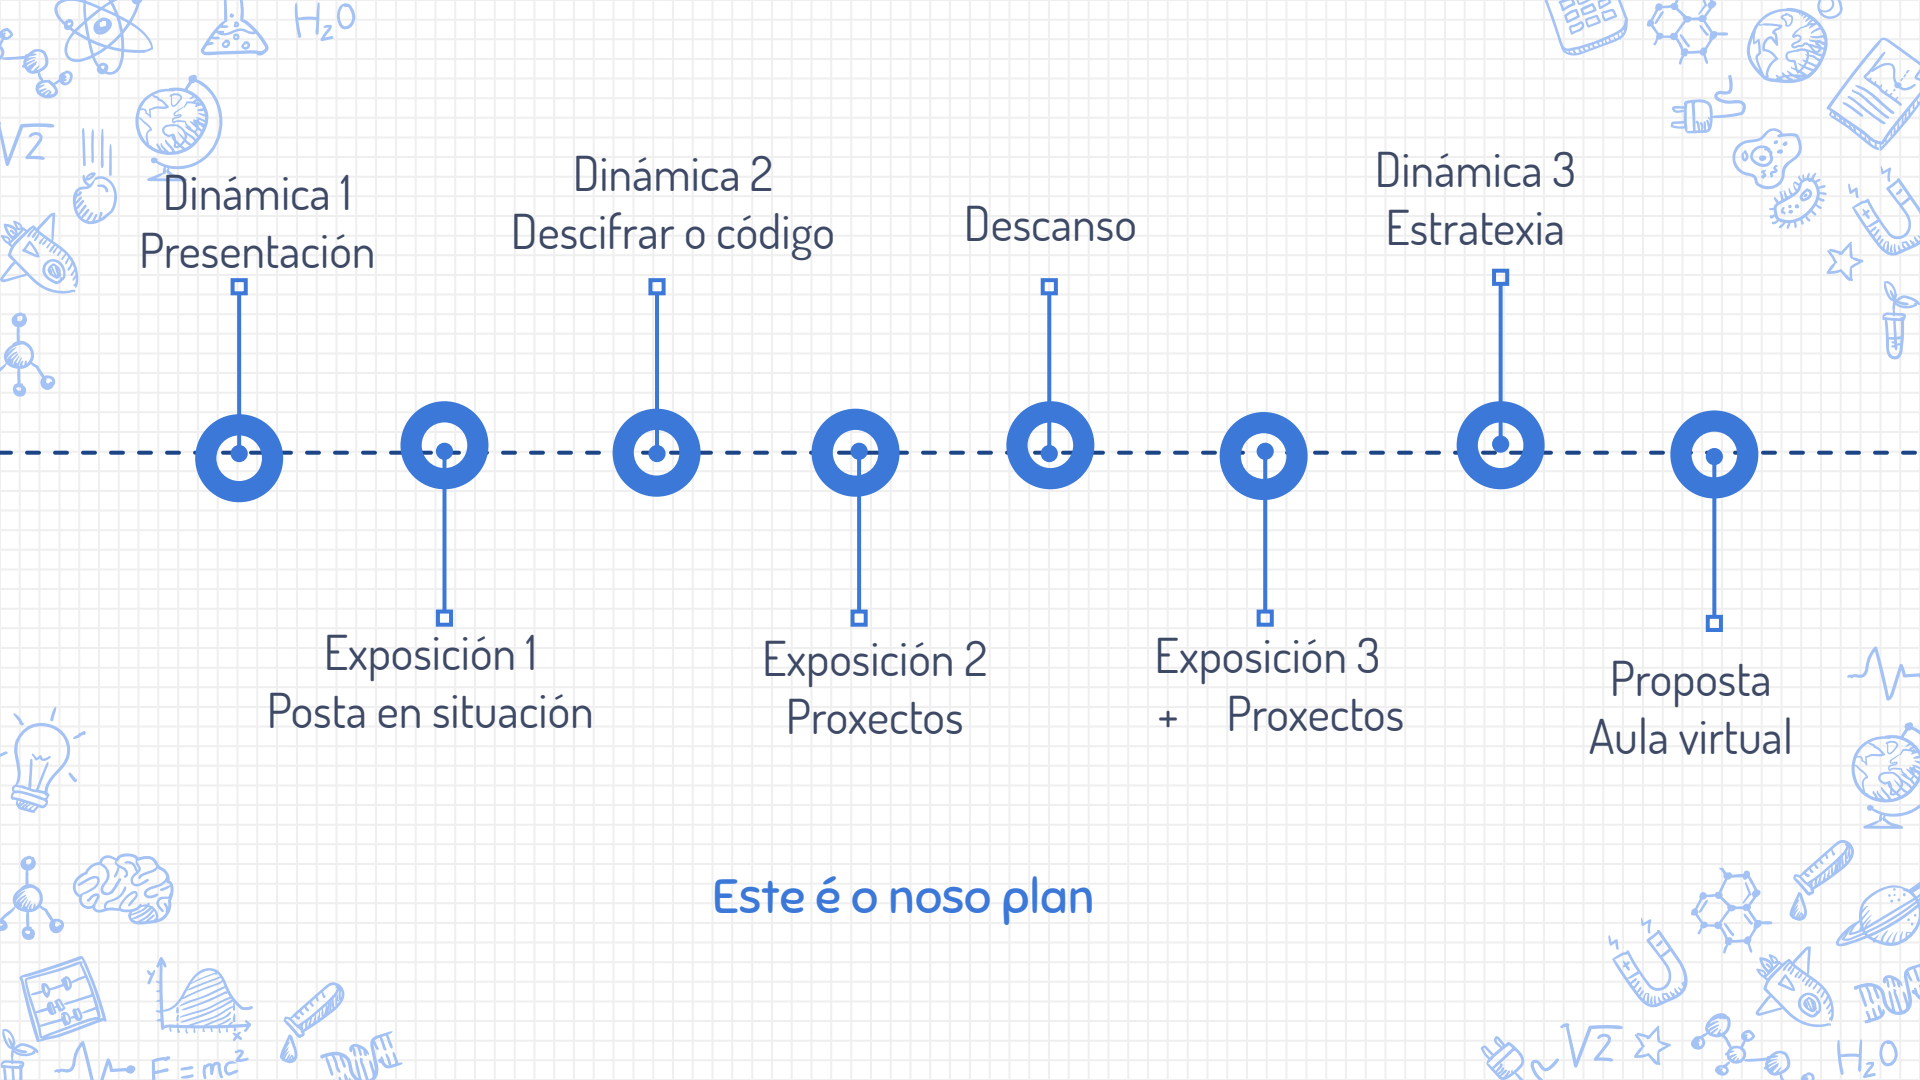 H₂O
√2
Dinámica 1
Presentación
Dinámica 2
Descifrar o código
Descanso
Dinámica 3
Estratexia
Exposición 1
Posta en situación
Exposición 2
Proxectos
Exposición 3
+ Proxectos
Proposta
Aula virtual
Este é o noso plan
y
x
E = mc²
√2
H₂O